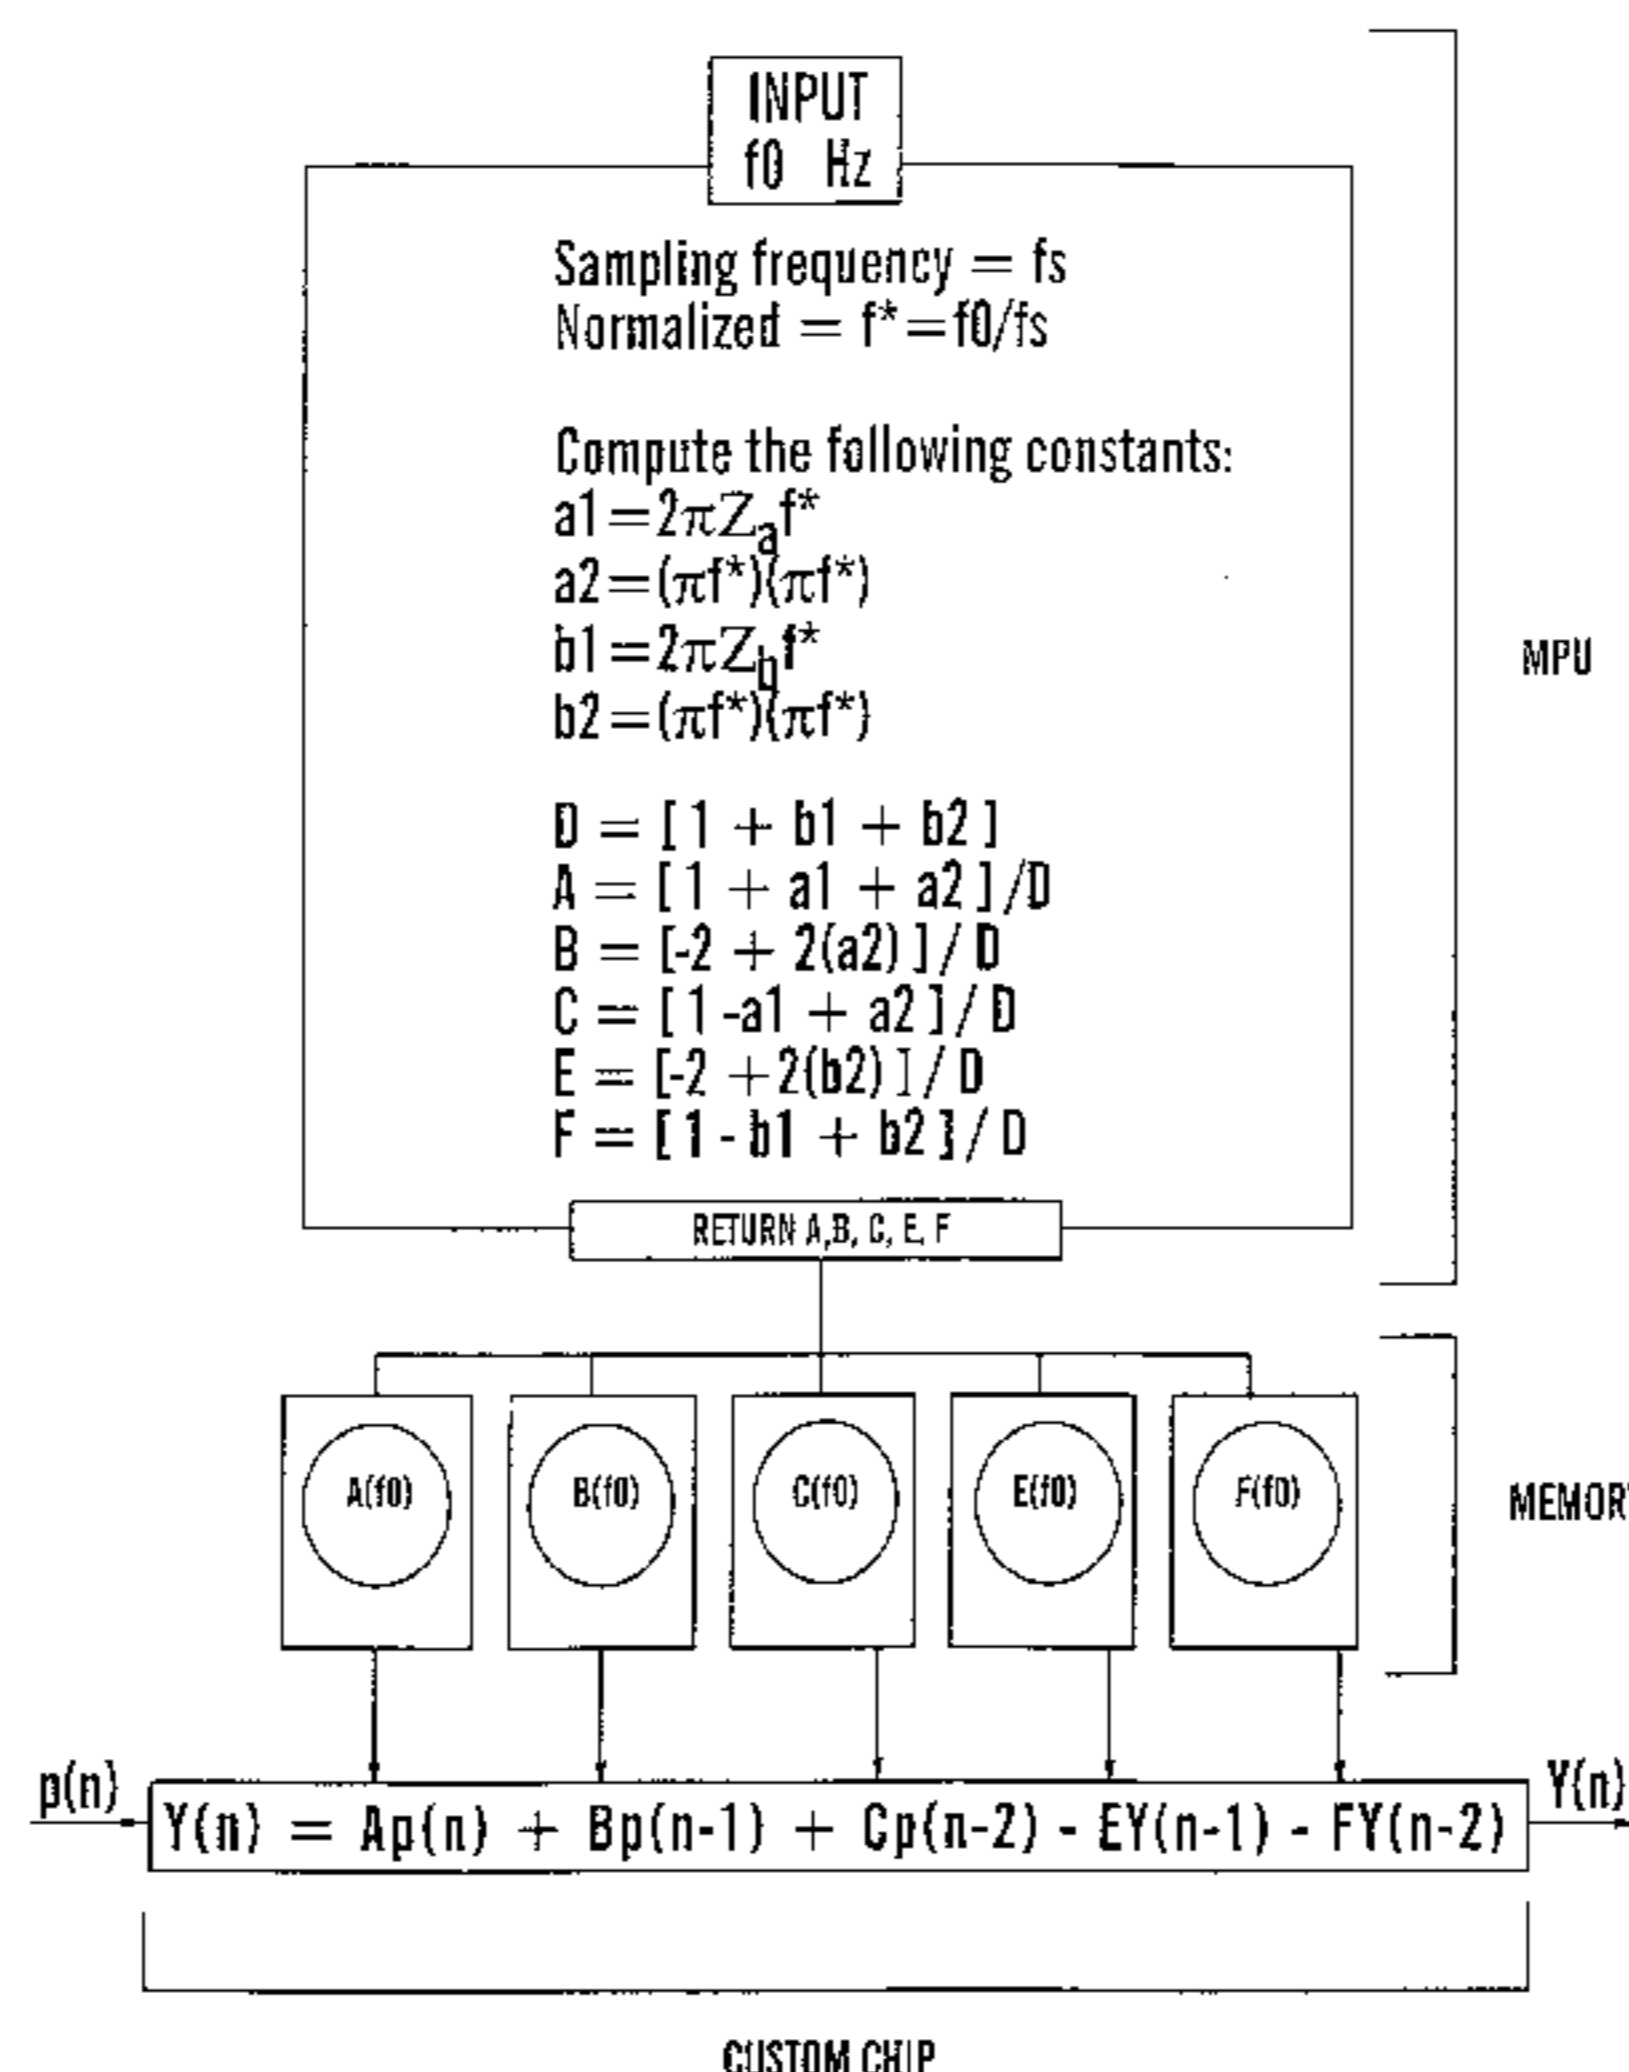 INPUT
f0 Hz
Sampling frequency = fs
Normalized = f*=f0/fs
Compute the following constants:
a1=2πZaf*
a2=(πf*)(πf*)
b1=2πZbf*
b2=(πf*)(πf*)
D = [1 + b1 + b2]
A = [1 + a1 + a2]/D
B = [-2 + 2(a2)]/D
C = [1-a1 + a2]/D
E = [-2 +2(b2)]/D
F = [1-b1 + b2]/D
MPU
RETURN A,B, C, E, F
A(f0) B(f0) C(f0) E(f0) F(f0)
MEMOR
p(n)
Y(n) = Ap(n) + Bp(n-1) + Cp(n-2) - EY(n-1) - FY(n-2)
Y(n)
CUSTOM CHIP